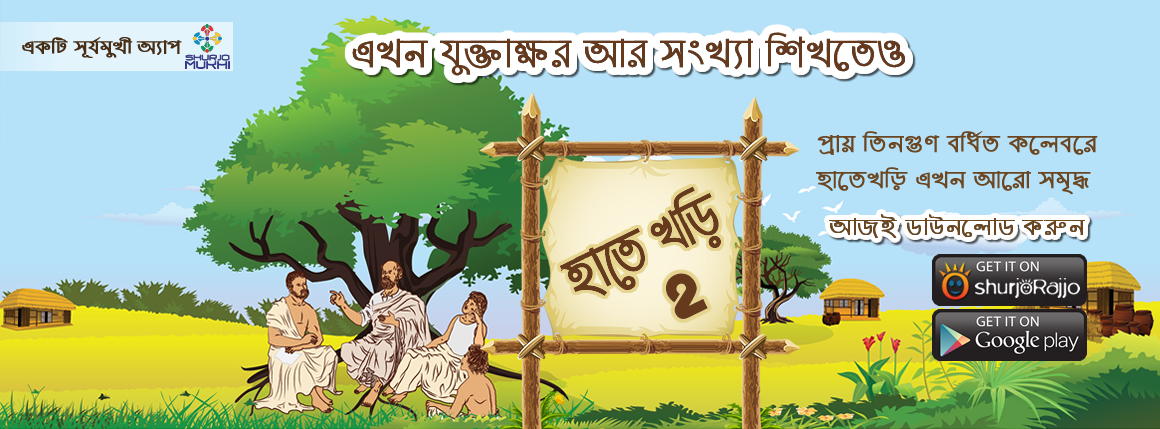 একটি সূর্যমুখী অ্যাপ
SHURJO
MUKHI
এখন যুক্তাক্ষর আর সংখ্যা শিখতেও
হাতে খড়ি
2
প্রায় তিনগুণ বর্ধিত কলেবরে
হাতেখড়ি এখন আরো সমৃদ্ধ
আজই ডাউনলোড করুন
GET IT ON
shurjoRajjo
GET IT ON
Google play